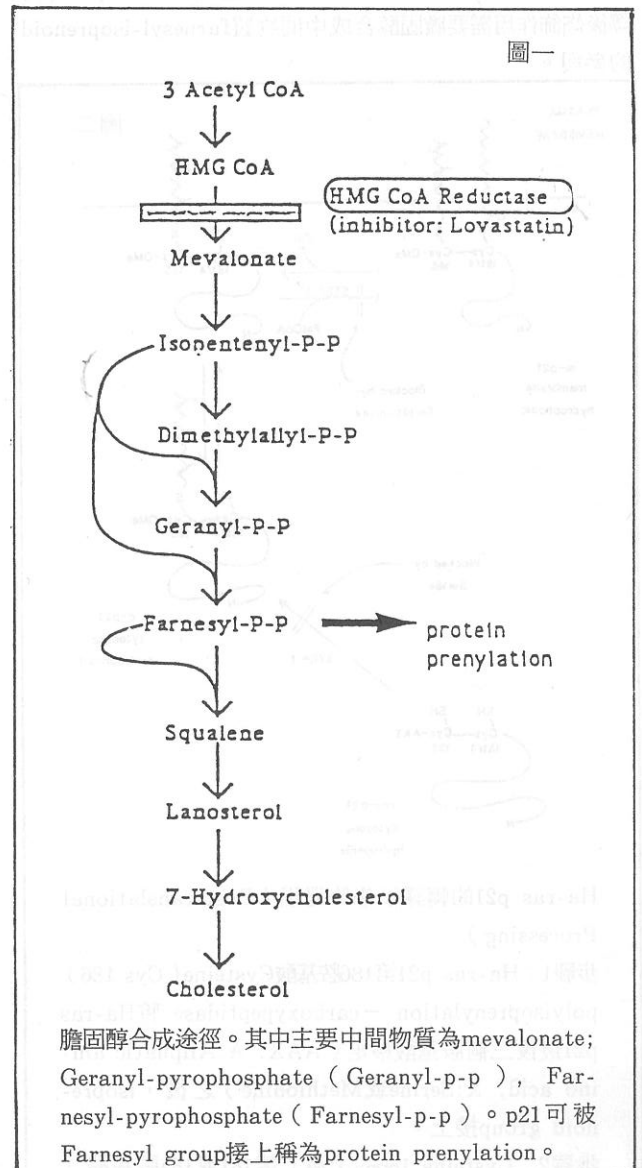 圖一
3 Acetyl CoA
HMG CoA
HMG CoA Reductase
(inhibitor: Lovastatin)
Mevalonate
Isopentenyl-P-P
Dimethylallyl-P-P
Geranyl-P-P
Farnesyl-P-P
protein
prenylation
Squalene
Lanosterol
7-Hydroxycholesterol
Cholesterol
膽固醇合成途徑。其中主要中間物質為mevalonate;
Geranyl-pyrophosphate（Geranyl-p-p） Far-
nesyl-pyrophosphate（Farnesyl-p-p）。p21可被
Farnesyl group接上稱為protein prenylation。